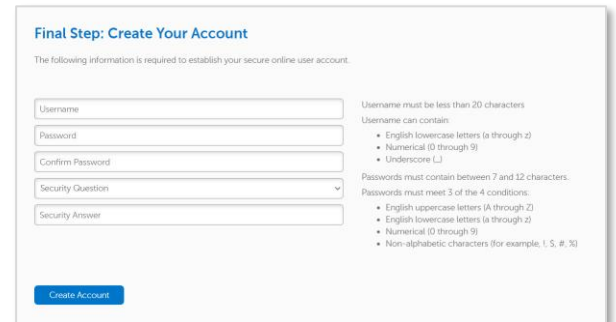 Final Step: Create Your Account
The following information is required to establish your secure online user account.
Username
Password
Confirm Password
Security Question
Security Answer
Create Account
Username must be less than 20 characters
Username can contain:
English lowercase letters (a through z)
Numerical (0 through 9)
Underscore (_)
Passwords must contain between 7 and 12 characters.
Passwords must meet 3 of the 4 conditions:
English uppercase letters (A through Z)
English lowercase letters (a through z)
Numerical (0 through 9)
Non-alphabetic characters (for example, !, $, #, %)